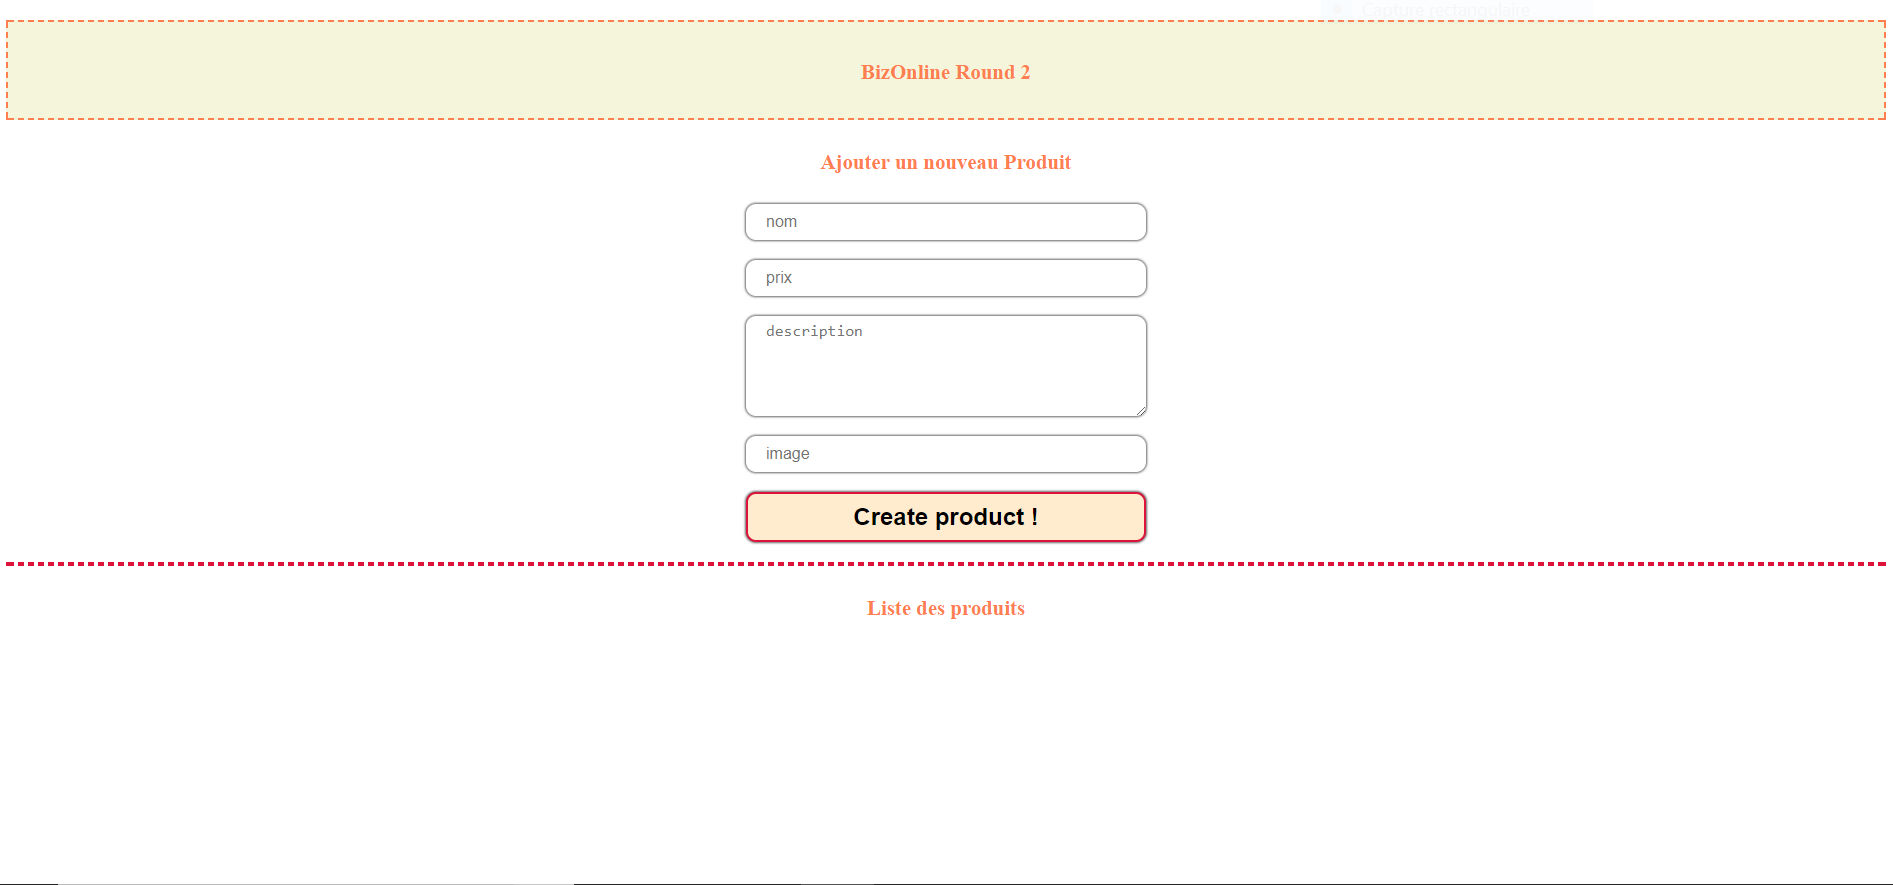 Capture rectangulaire
BizOnline Round 2
Ajouter un nouveau Produit
nom
prix
description
image
Create product !
Liste des produits